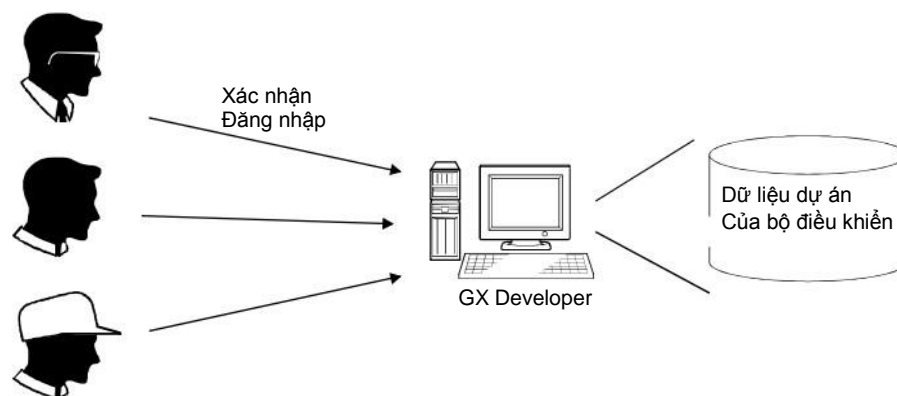 Xác nhận
Đăng nhập
Dữ liệu dự án
Của bộ điều khiển
GX Developer